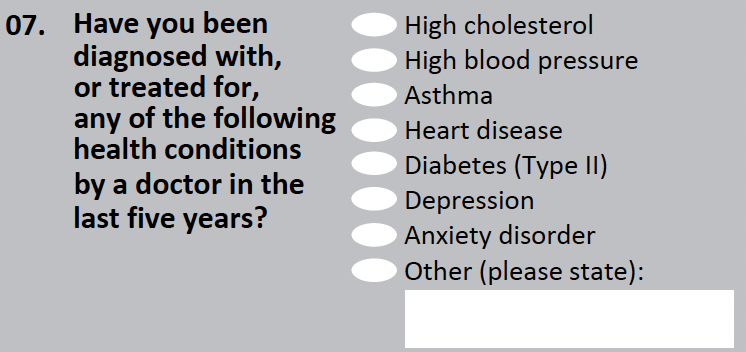 07. Have you been
diagnosed with,
or treated for,
any of the following
health conditions
by a doctor in the
last five years?
High cholesterol
High blood pressure
Asthma
Heart disease
Diabetes (Type II)
Depression
Anxiety disorder
Other (please state):